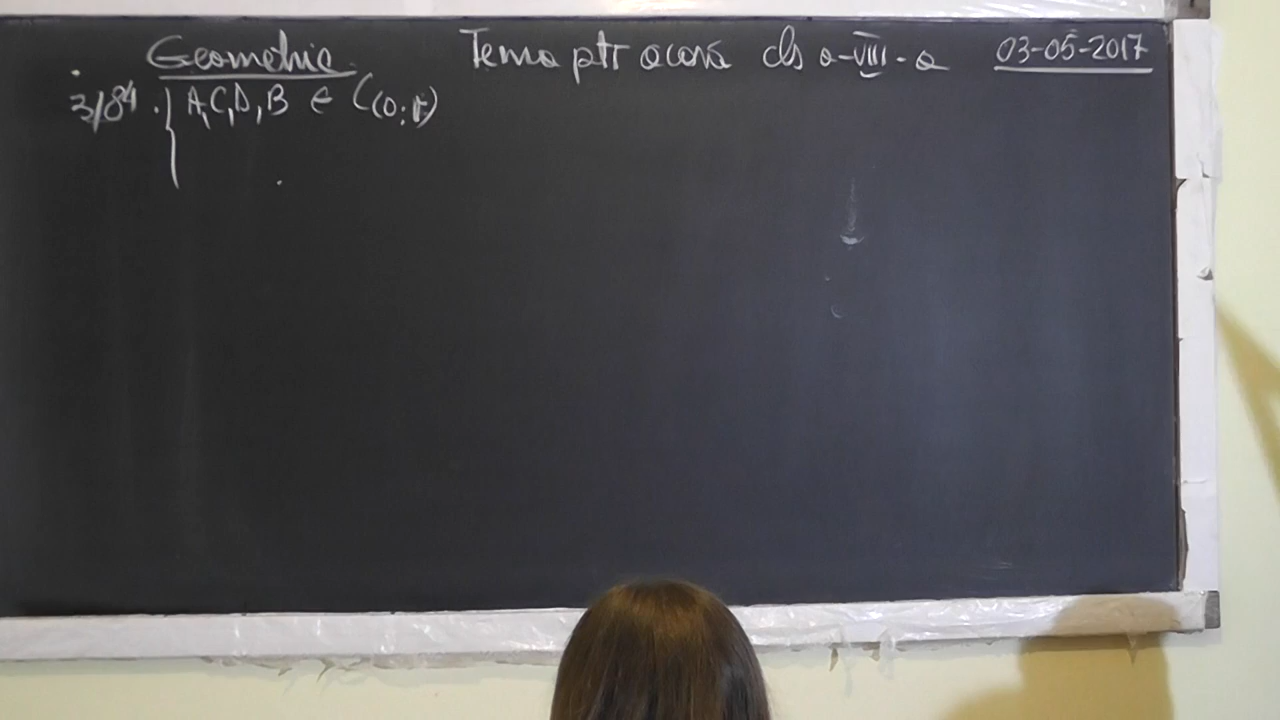 Geometrie Tema ptr acasă cls a-VIII-a 03-05-2017
3/84. { A,C,D,B ∈ C(O;r)